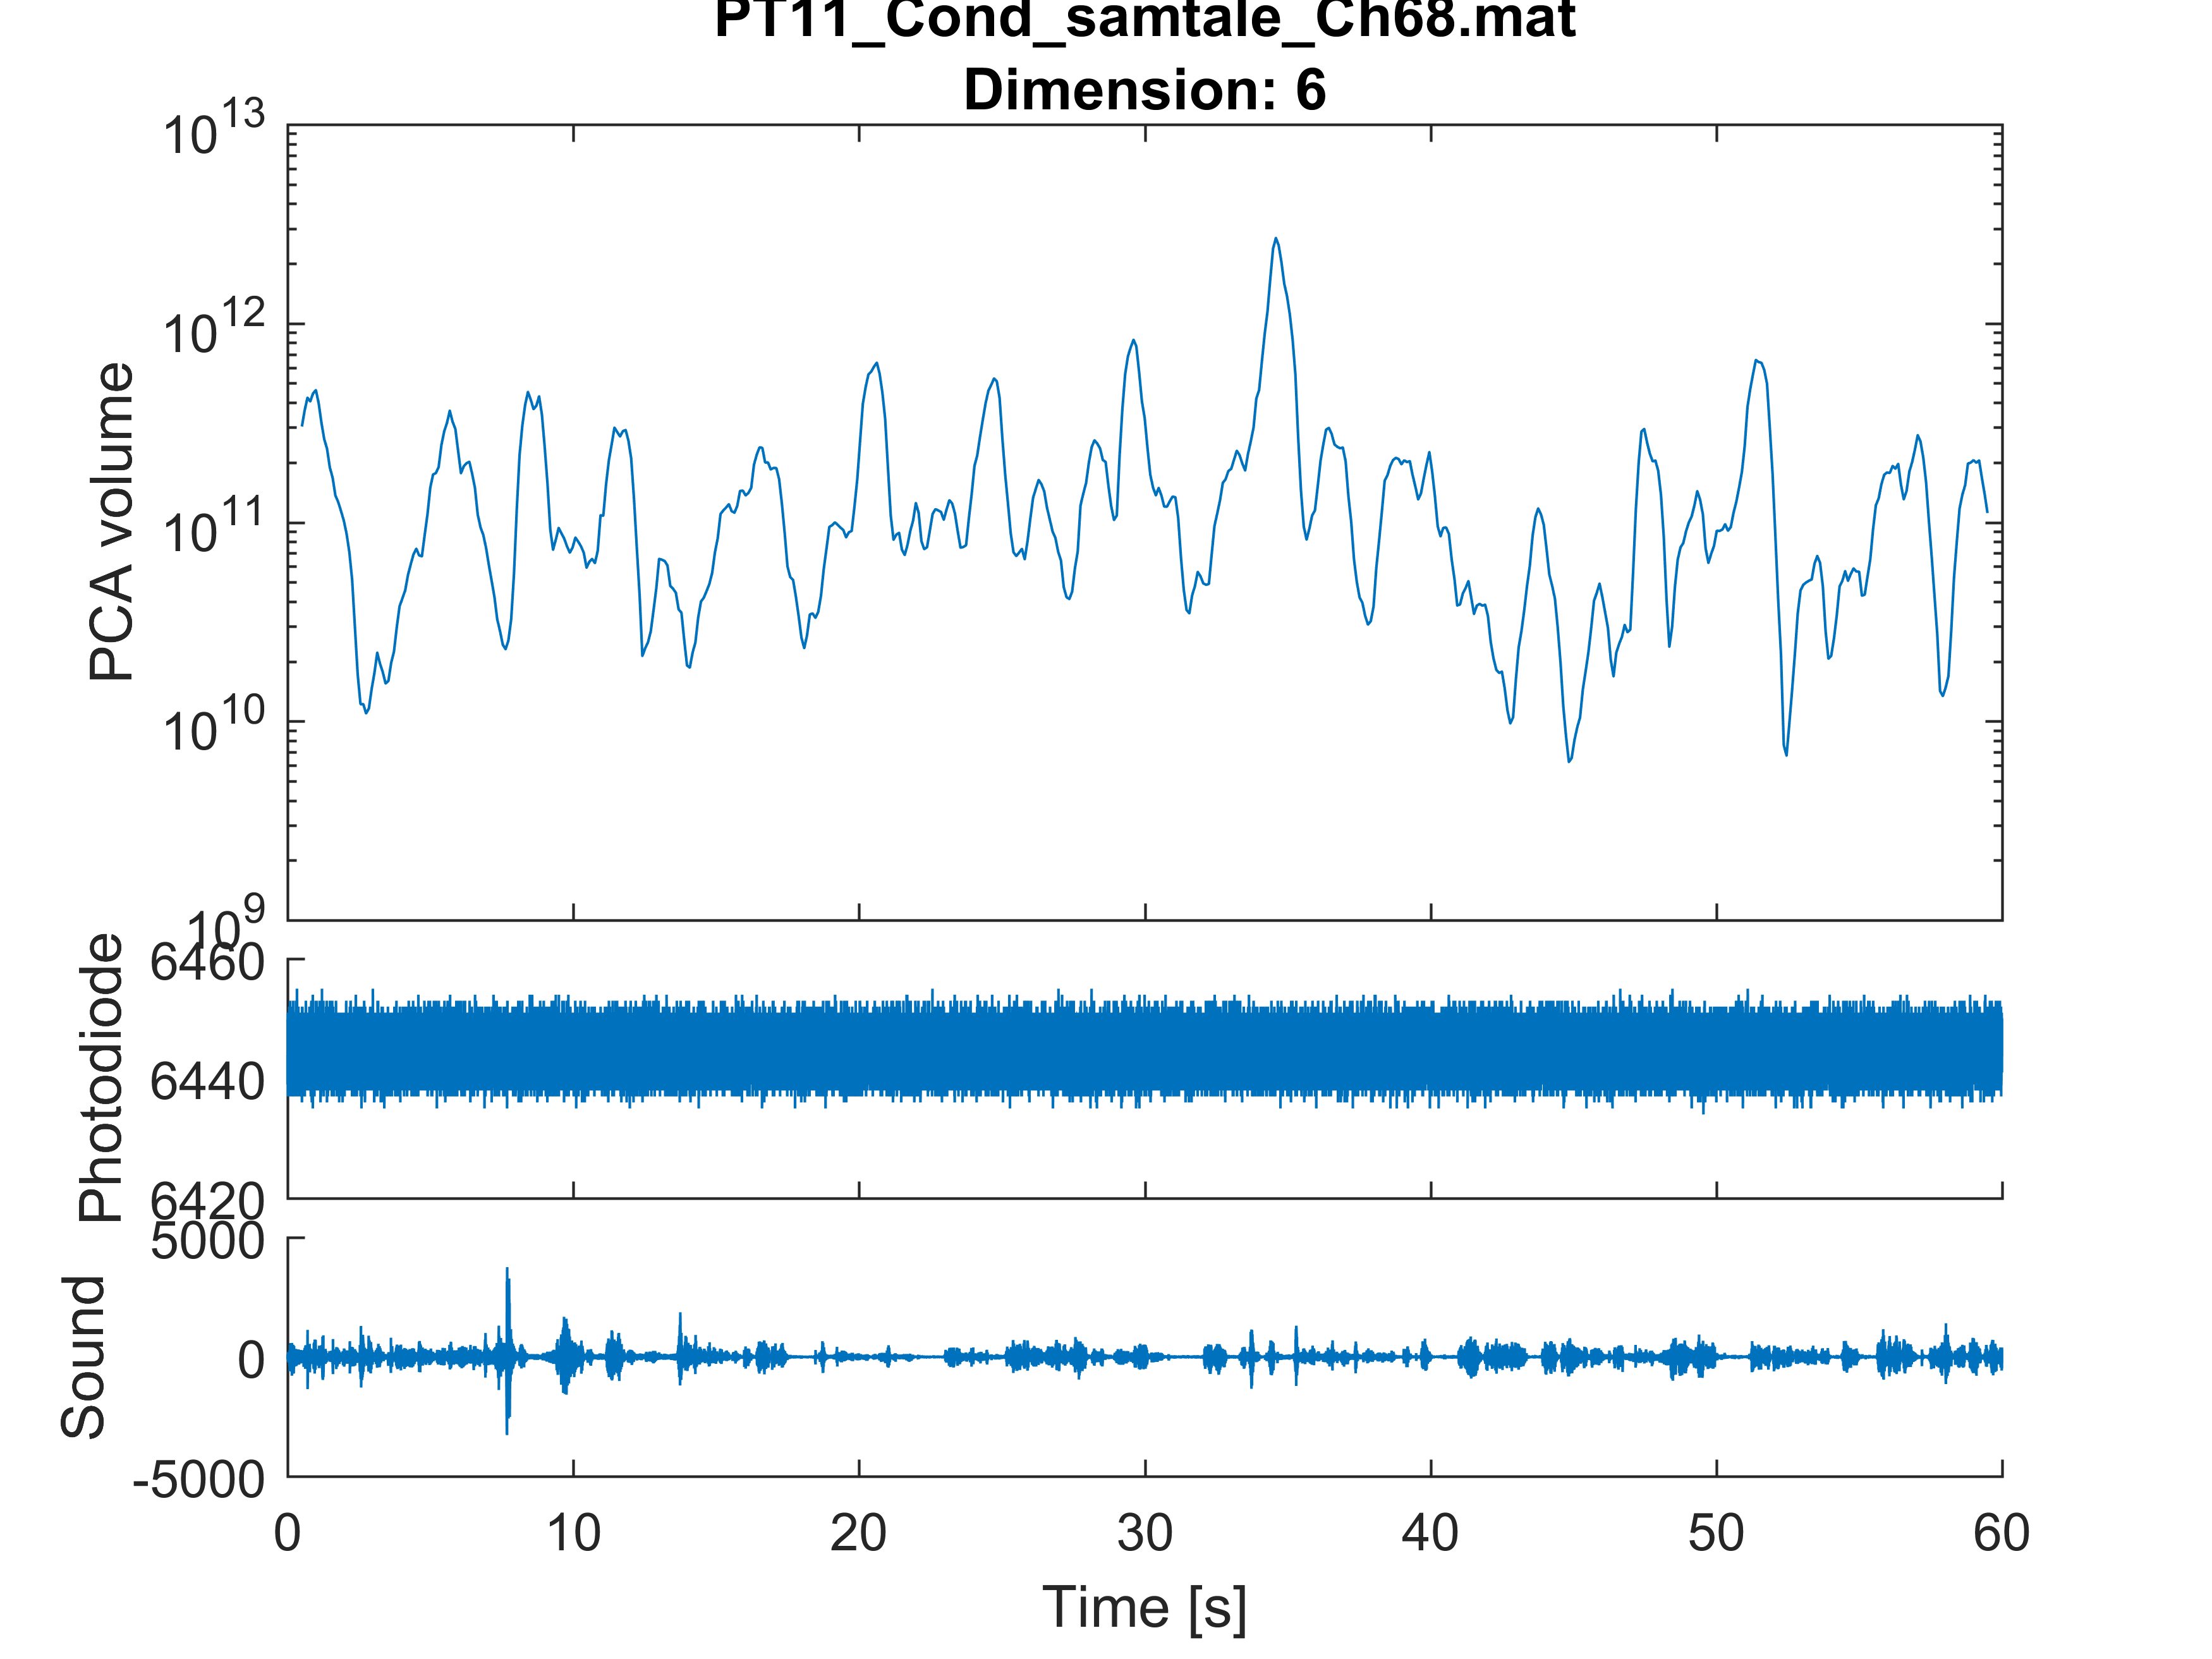 PT11_Cond_samtale_Ch68.mat
Dimension: 6
10^13
10^12
10^11
10^10
10^9
PCA volume
6460
6440
6420
Photodiode
5000
0
-5000
Sound
0 10 20 30 40 50 60
Time [s]